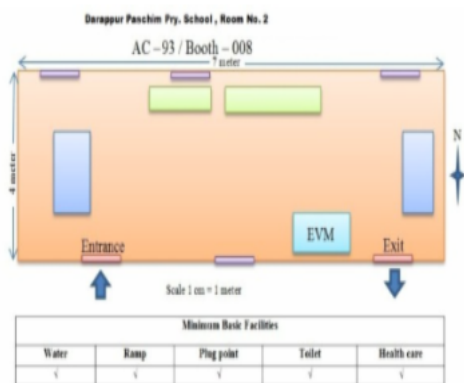 Darappur Paschim Pry. School , Room No. 2
AC – 93 / Booth – 008
7 meter
4 meter
N
EVM
Entrance
Exit
Scale 1 cm = 1 meter
Minimum Basic Facilities
Water Ramp Plug point Toilet Health care
√ √ √ √ √